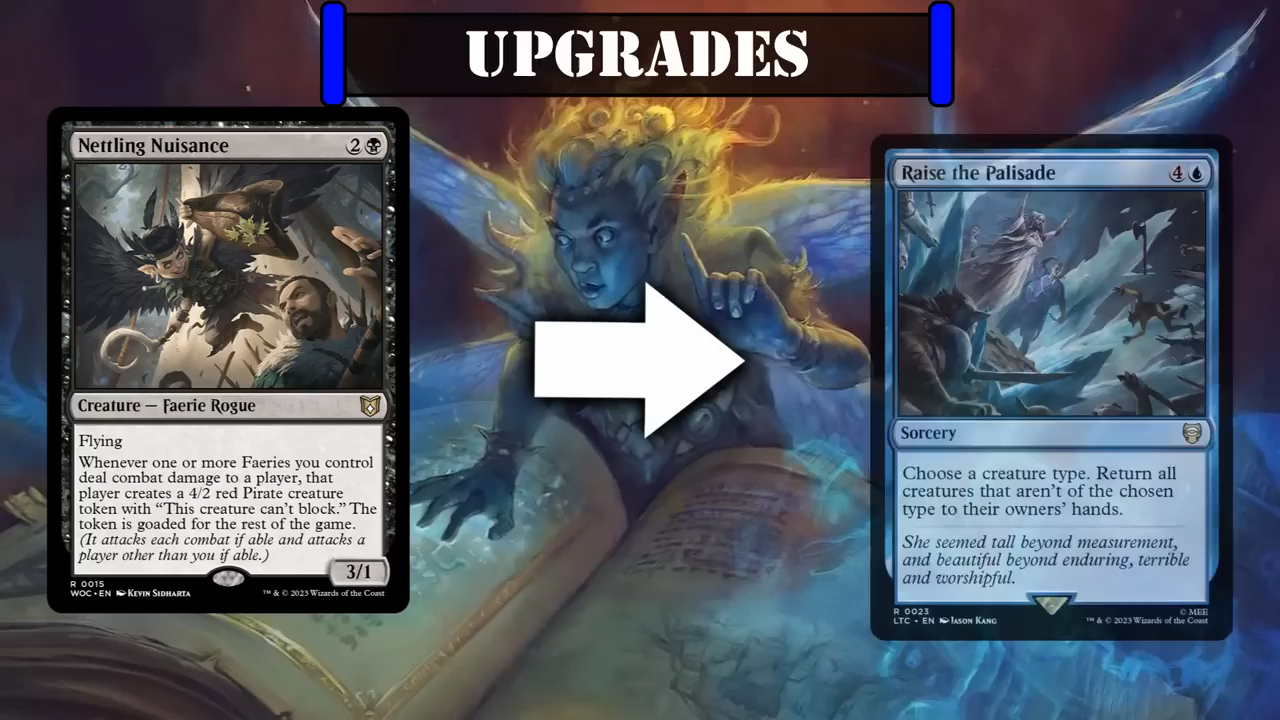 UPGRADES
Nettling Nuisance 2
Creature — Faerie Rogue
Flying
Whenever one or more Faeries you control
deal combat damage to a player, that
player creates a 4/2 red Pirate creature
token with “This creature can’t block.” The
token is goaded for the rest of the game.
(It attacks each combat if able and attacks a
player other than you if able.)
3/1
R 0015
WOC • EN Kevin Sidharta
™ & © 2023 Wizards of the Coast
Raise the Palisade 4
Sorcery
Choose a creature type. Return all
creatures that aren’t of the chosen
type to their owners’ hands.
She seemed tall beyond measurement,
and beautiful beyond enduring, terrible
and worshipful.
R 0023
LTC • EN Jason Kang
© MEE
™ & © 2023 Wizards of the Coast